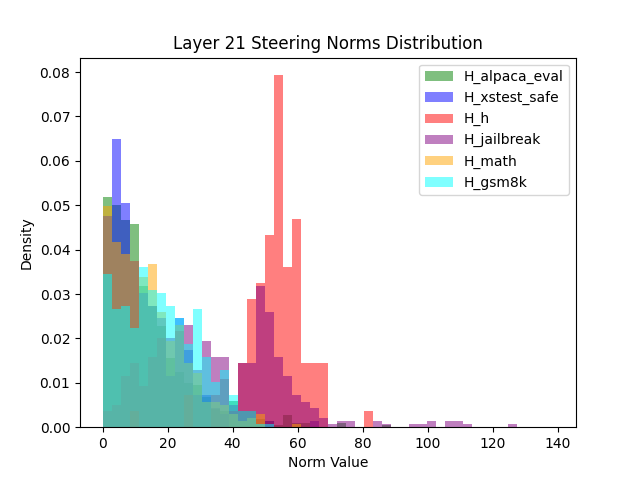 Layer 21 Steering Norms Distribution
H_alpaca_eval
H_xstest_safe
H_h
H_jailbreak
H_math
H_gsm8k
Density
0.08
0.07
0.06
0.05
0.04
0.03
0.02
0.01
0.00
0 20 40 60 80 100 120 140
Norm Value